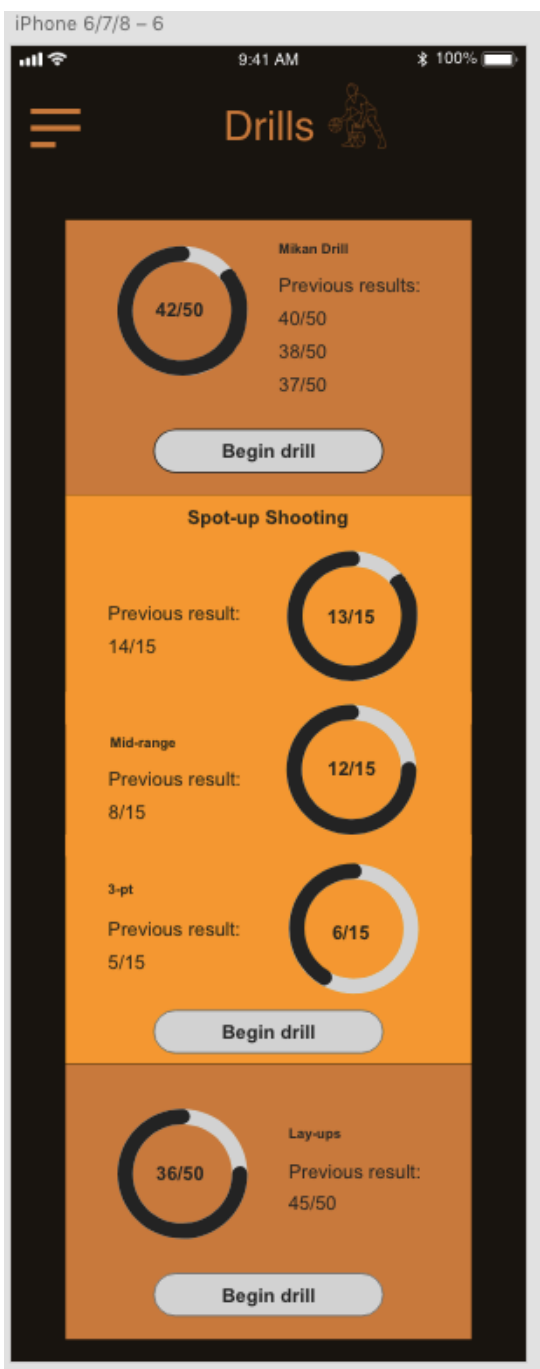 iPhone 6/7/8 – 6
9:41 AM
100%
Drills
Mikan Drill
42/50
Previous results:
40/50
38/50
37/50
Begin drill
Spot-up Shooting
Previous result:
14/15
13/15
Mid-range
Previous result:
8/15
12/15
3-pt
Previous result:
5/15
6/15
Begin drill
Lay-ups
36/50
Previous result:
45/50
Begin drill